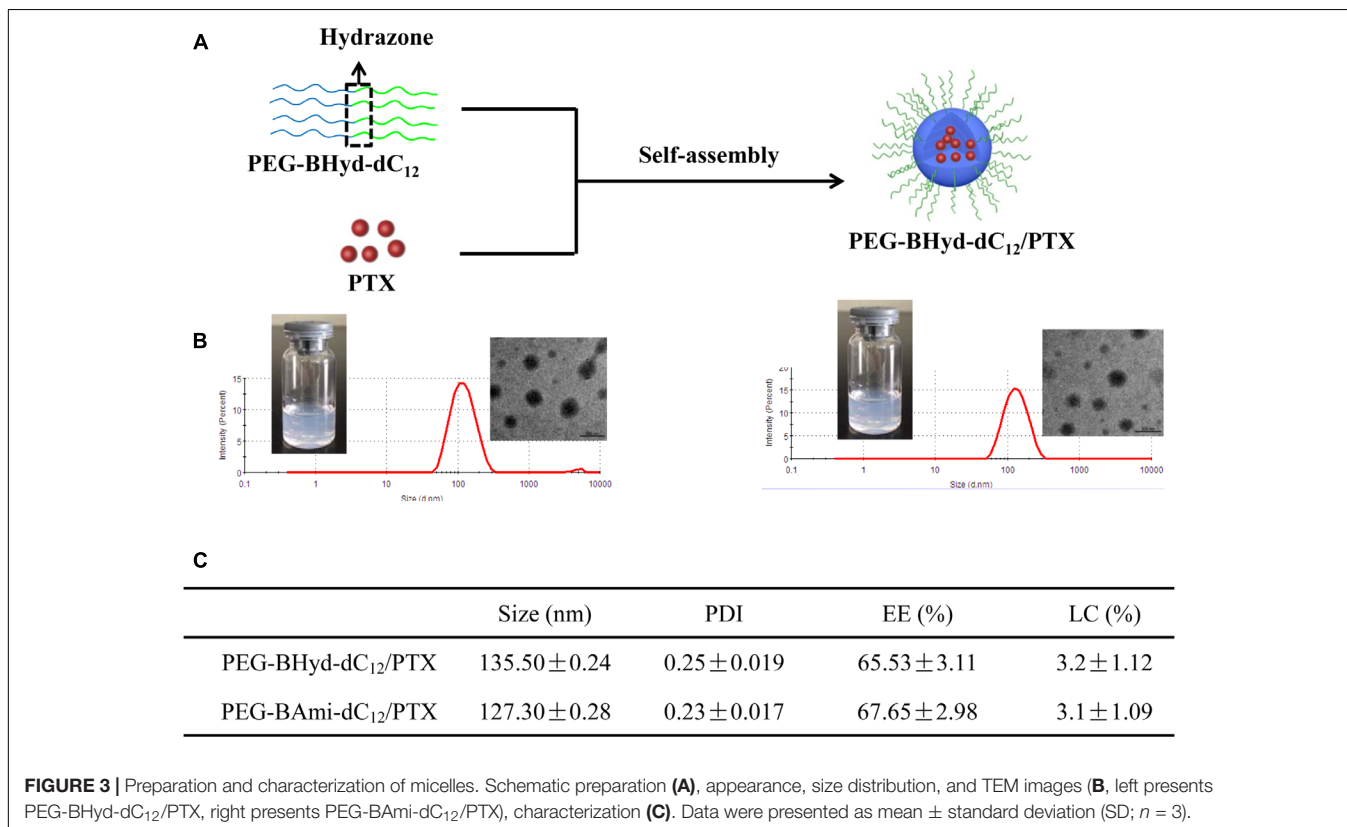 A
Hydrazone
PEG-BHyd-dC₁₂
PTX
Self-assembly
PEG-BHyd-dC₁₂/PTX
B
Intensity (Percent)
15
10
5
0
0.1 1 10 100 1000 10000
Size (d.nm)
Intensity (Percent)
20
15
10
5
0
0.1 1 10 100 1000 10000
Size (d.nm)
C
Size (nm) PDI EE (%) LC (%)
PEG-BHyd-dC₁₂/PTX 135.50±0.24 0.25±0.019 65.53±3.11 3.2±1.12
PEG-BAmi-dC₁₂/PTX 127.30±0.28 0.23±0.017 67.65±2.98 3.1±1.09
FIGURE 3 | Preparation and characterization of micelles. Schematic preparation (A), appearance, size distribution, and TEM images (B, left presents
PEG-BHyd-dC₁₂/PTX, right presents PEG-BAmi-dC₁₂/PTX), characterization (C). Data were presented as mean ± standard deviation (SD; n = 3).